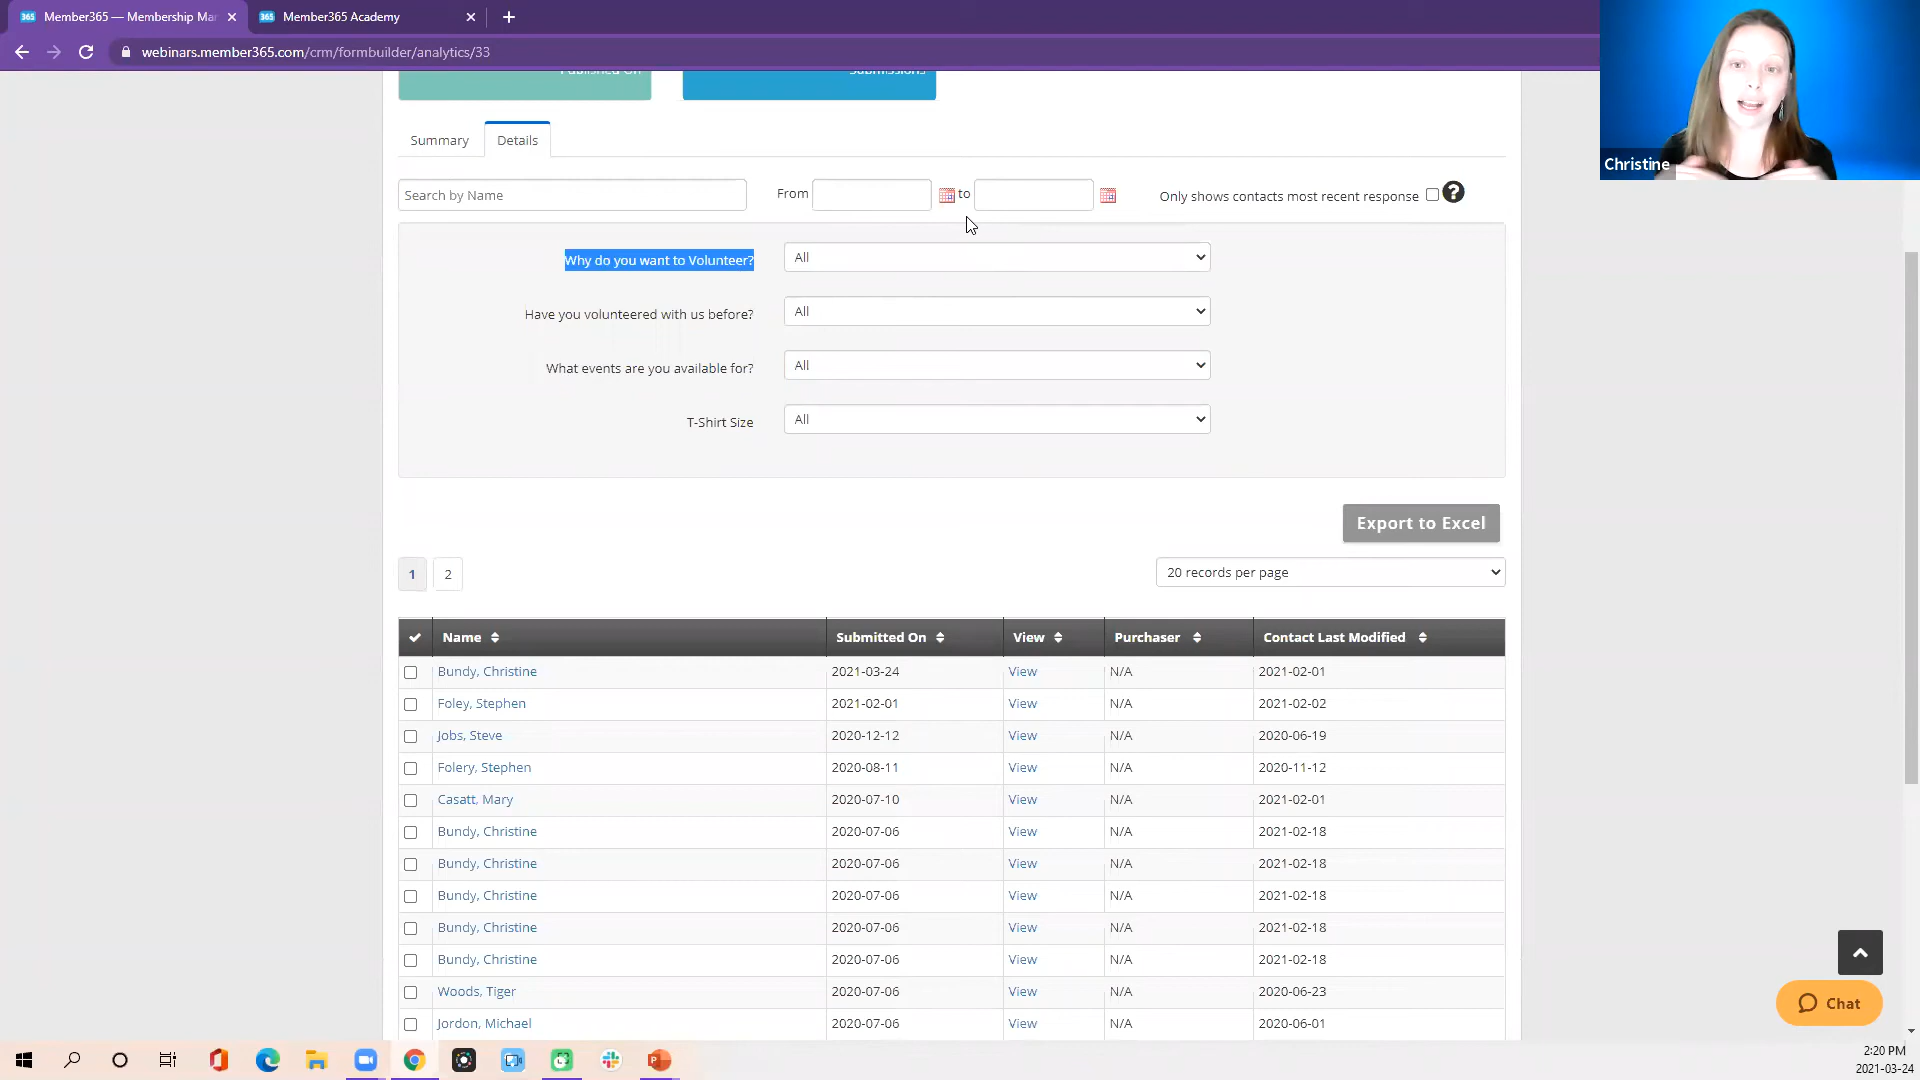 365 Member365 — Membership Mar
365 Member365 Academy
webinars.member365.com/crm/formbuilder/analytics/33
Published On
Submissions
Christine
Summary
Details
Search by Name
From
to
Only shows contacts most recent response
?
Why do you want to Volunteer?
All
Have you volunteered with us before?
All
What events are you available for?
All
T-Shirt Size
All
Export to Excel
1
2
20 records per page
Name Submitted On View Purchaser Contact Last Modified
Bundy, Christine 2021-03-24 View N/A 2021-02-01
Foley, Stephen 2021-02-01 View N/A 2021-02-02
Jobs, Steve 2020-12-12 View N/A 2020-06-19
Folery, Stephen 2020-08-11 View N/A 2020-11-12
Casatt, Mary 2020-07-10 View N/A 2021-02-01
Bundy, Christine 2020-07-06 View N/A 2021-02-18
Bundy, Christine 2020-07-06 View N/A 2021-02-18
Bundy, Christine 2020-07-06 View N/A 2021-02-18
Bundy, Christine 2020-07-06 View N/A 2021-02-18
Bundy, Christine 2020-07-06 View N/A 2021-02-18
Woods, Tiger 2020-07-06 View N/A 2020-06-23
Jordon, Michael 2020-07-06 View N/A 2020-06-01
Chat
2:20 PM
2021-03-24